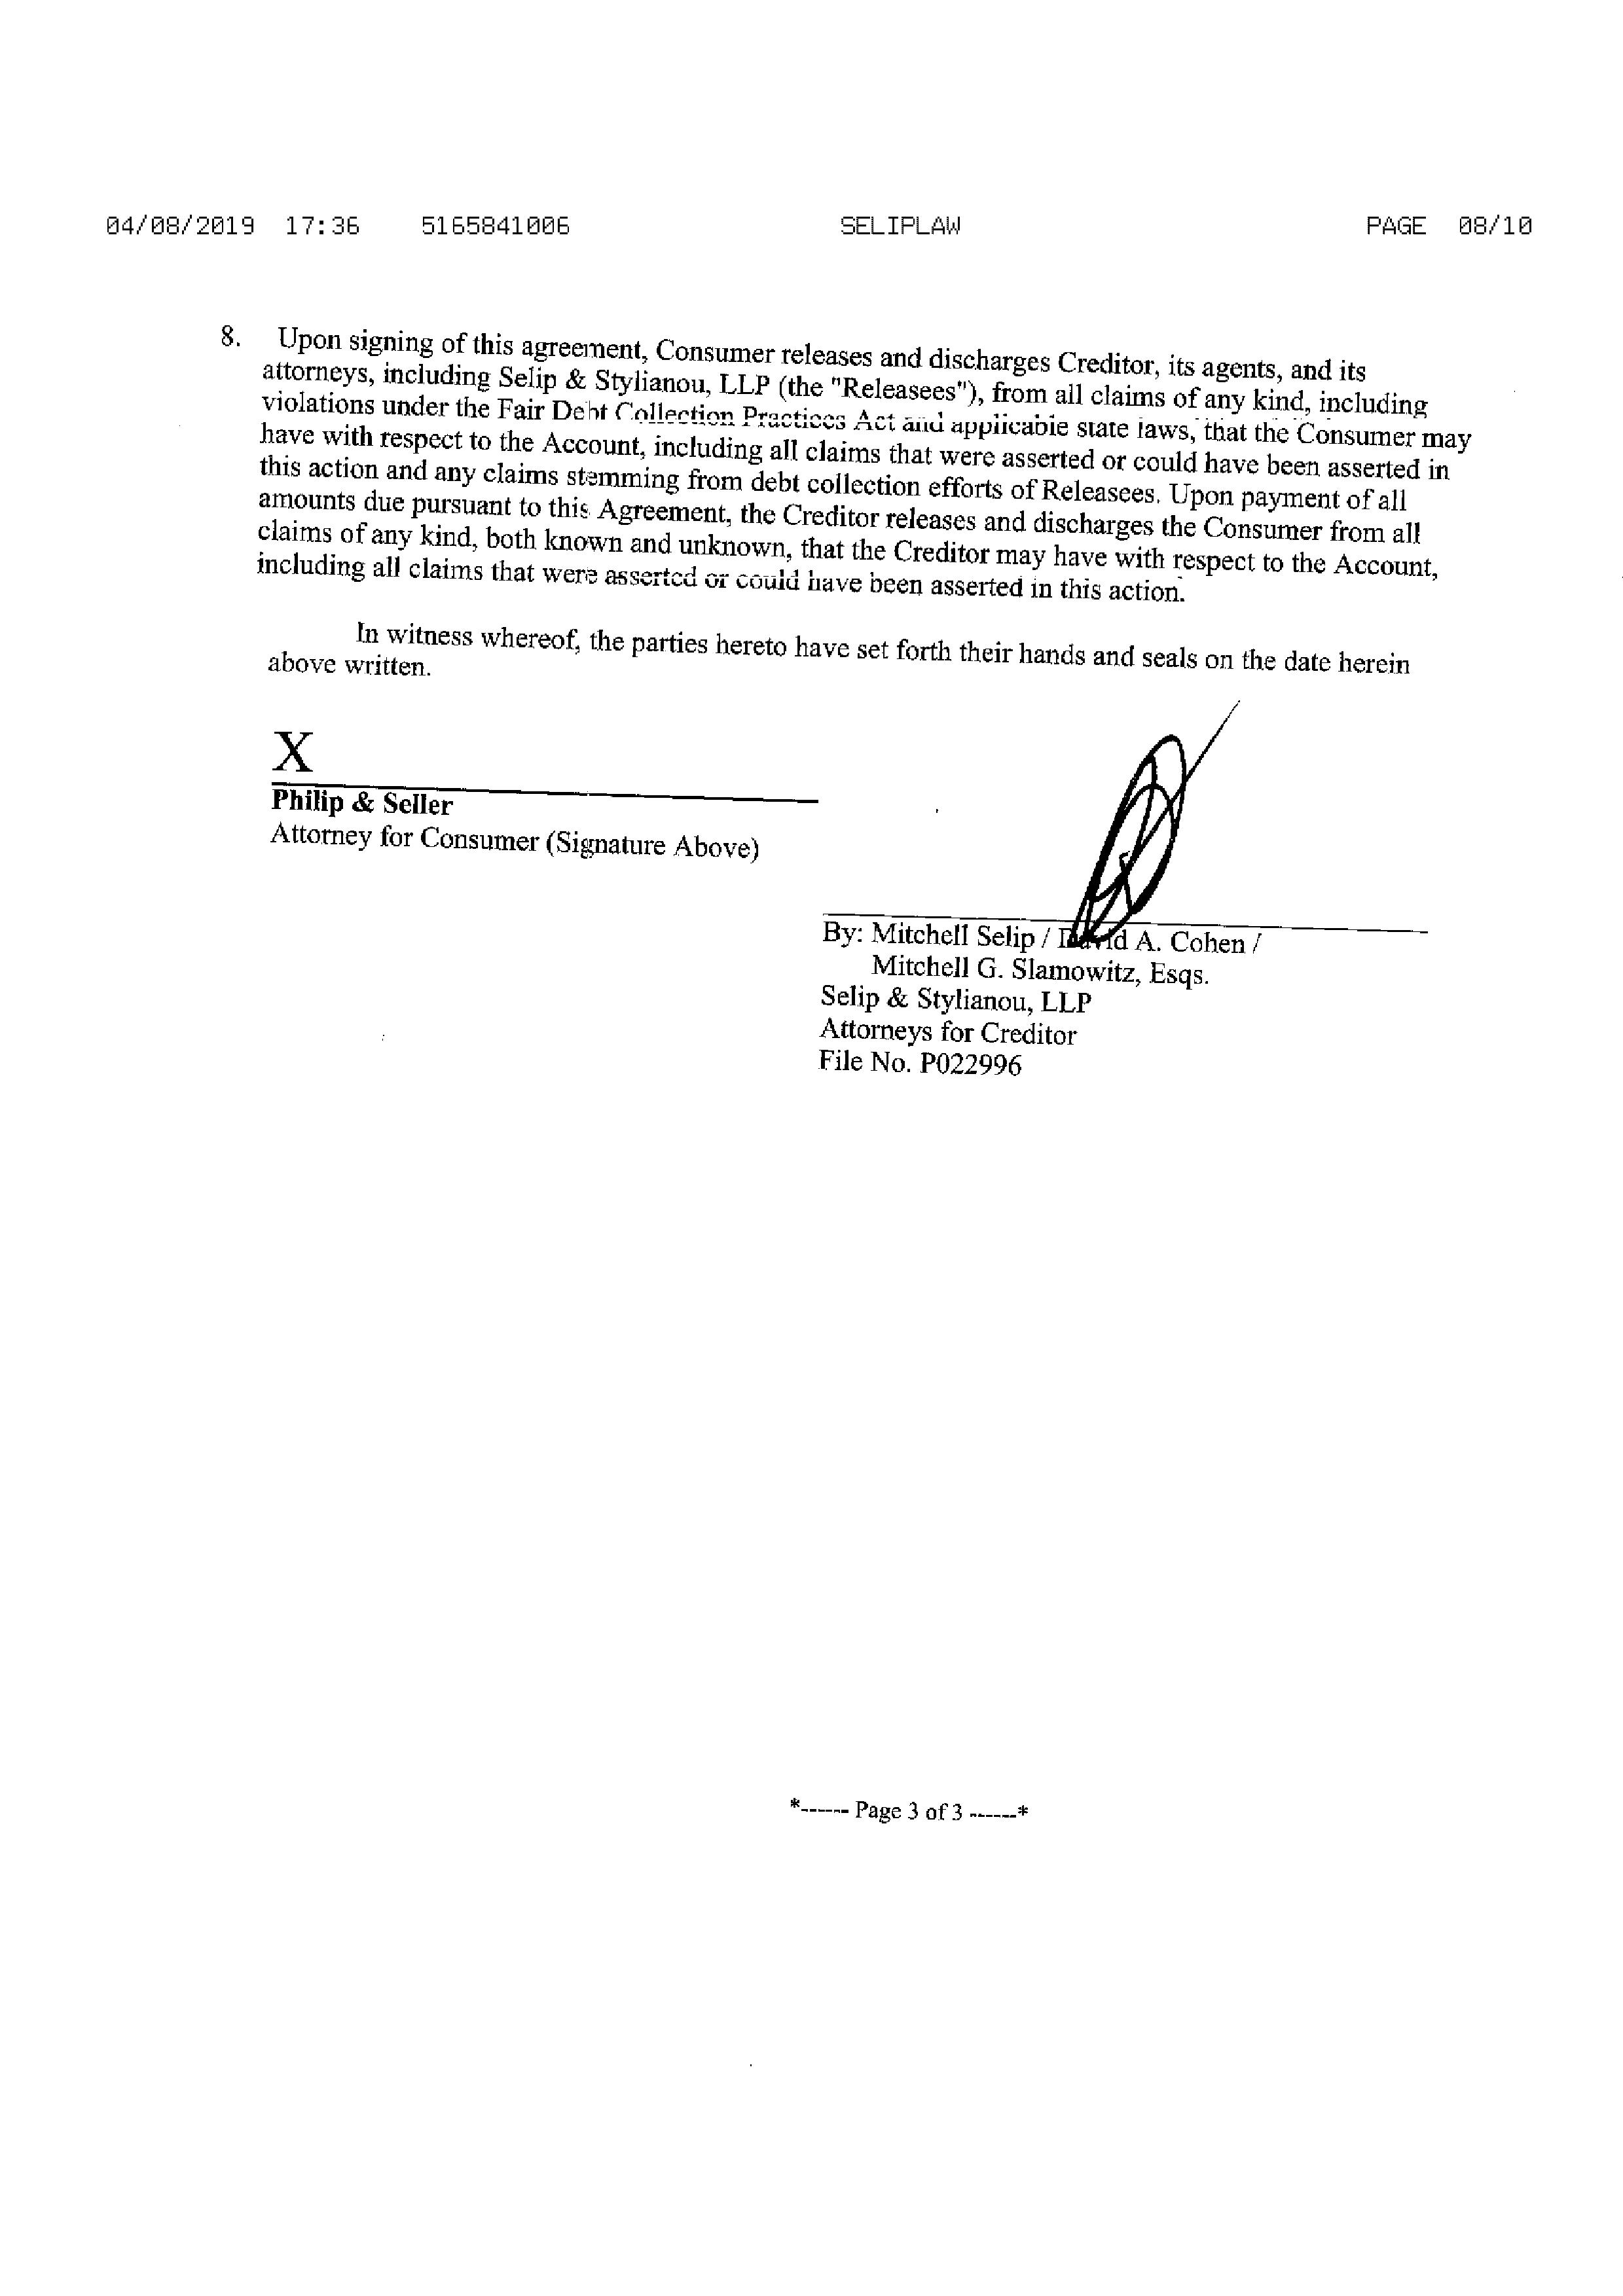 04/08/2019 17:36 5165841006 SELIPLAW PAGE 08/10
8. Upon signing of this agreement, Consumer releases and discharges Creditor, its agents, and its
attorneys, including Selip & Stylianou, LLP (the "Releasees"), from all claims of any kind, including
violations under the Fair Debt Collection Practices Act and applicable state laws, that the Consumer may
have with respect to the Account, including all claims that were asserted or could have been asserted in
this action and any claims stemming from debt collection efforts of Releasees. Upon payment of all
amounts due pursuant to this Agreement, the Creditor releases and discharges the Consumer from all
claims of any kind, both known and unknown, that the Creditor may have with respect to the Account,
including all claims that were asserted or could have been asserted in this action.
In witness whereof, the parties hereto have set forth their hands and seals on the date herein
above written.
X
Philip & Seller
Attorney for Consumer (Signature Above)
By: Mitchell Selip / David A. Cohen /
Mitchell G. Slamowitz, Esqs.
Selip & Stylianou, LLP
Attorneys for Creditor
File No. P022996
*------ Page 3 of 3 ------*